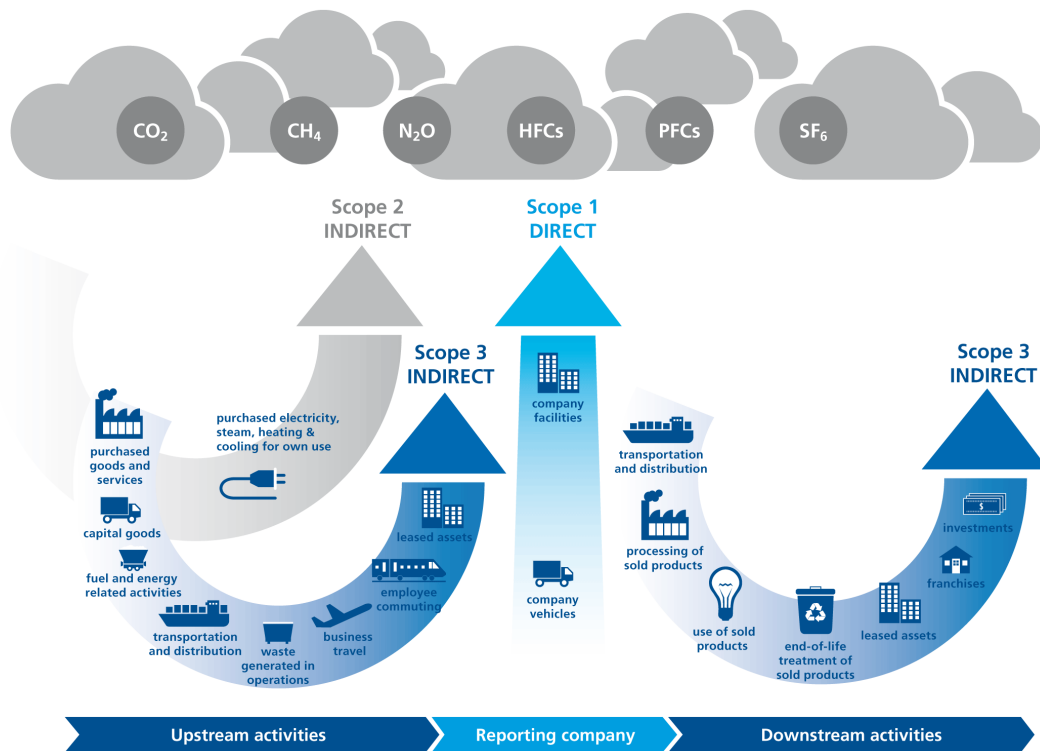 CO₂
CH₄
N₂O
HFCs
PFCs
SF₆
Scope 2
INDIRECT
Scope 1
DIRECT
Scope 3
INDIRECT
Scope 3
INDIRECT
purchased electricity,
steam, heating &
cooling for own use
purchased
goods and
services
capital goods
fuel and energy
related activities
transportation
and distribution
waste
generated in
operations
business
travel
employee
commuting
leased assets
company
facilities
company
vehicles
transportation
and distribution
processing of
sold products
use of sold
products
end-of-life
treatment of
sold products
leased assets
franchises
$
investments
Upstream activities
Reporting company
Downstream activities